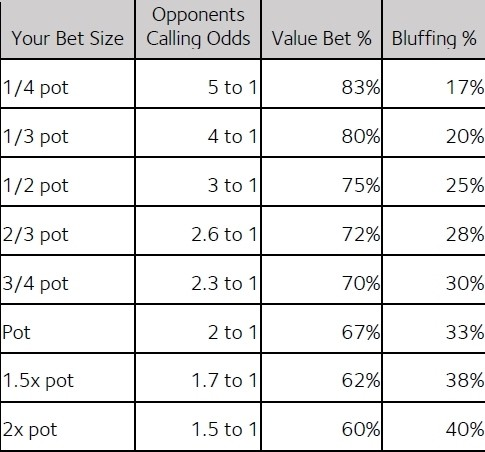 Your Bet Size Opponents Calling Odds Value Bet % Bluffing %
1/4 pot 5 to 1 83% 17%
1/3 pot 4 to 1 80% 20%
1/2 pot 3 to 1 75% 25%
2/3 pot 2.6 to 1 72% 28%
3/4 pot 2.3 to 1 70% 30%
Pot 2 to 1 67% 33%
1.5x pot 1.7 to 1 62% 38%
2x pot 1.5 to 1 60% 40%